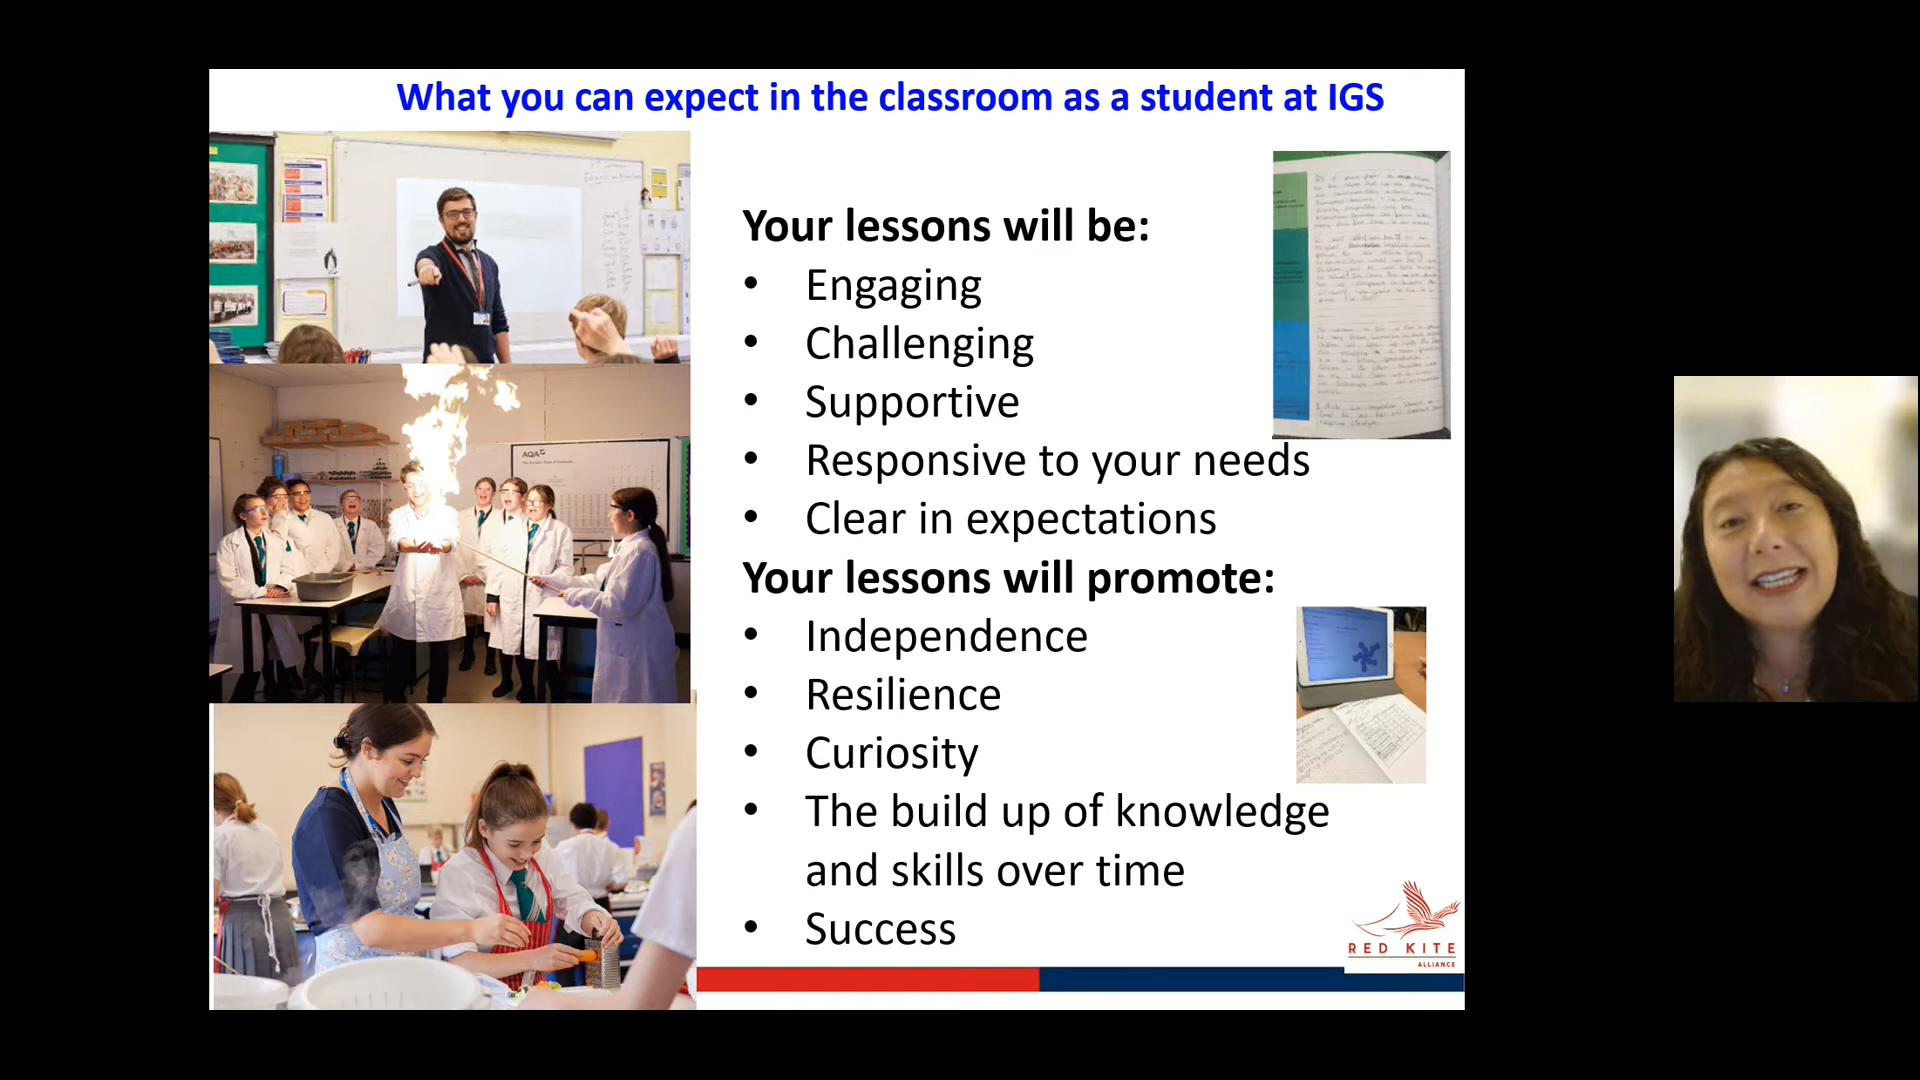 What you can expect in the classroom as a student at IGS
Your lessons will be:
• Engaging
• Challenging
• Supportive
• Responsive to your needs
• Clear in expectations
Your lessons will promote:
• Independence
• Resilience
• Curiosity
• The build up of knowledge
and skills over time
• Success
AQA
RED KITE
ALLIANCE